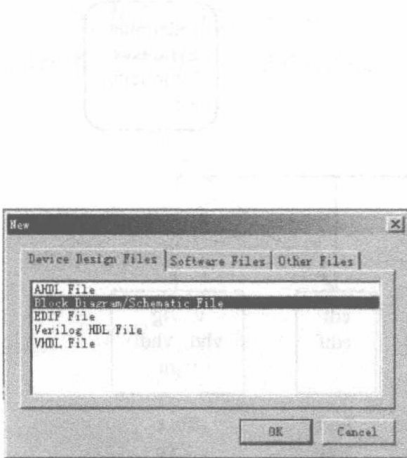 New
Device Design Files Software Files Other Files
AHDL File
Block Diagram/Schematic File
EDIF File
Verilog HDL File
VHDL File
OK Cancel